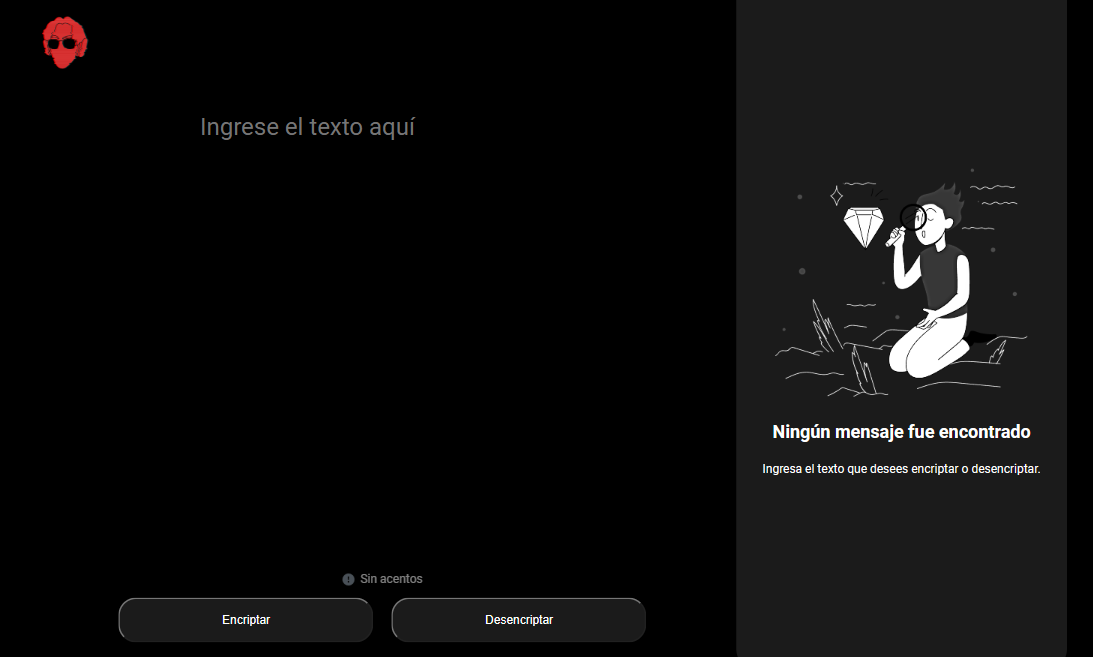 Ingrese el texto aquí
Ningún mensaje fue encontrado
Ingresa el texto que desees encriptar o desencriptar.
Sin acentos
Encriptar
Desencriptar